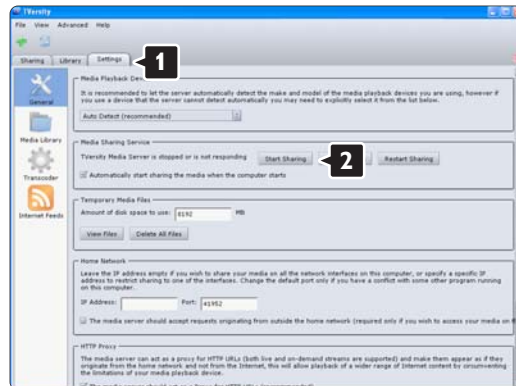 TVersity
File View Advanced Help
Sharing Library Settings
1
General
Media Library
Transcoder
Internet Feeds
Media Playback
It is recommended to let the server automatically detect the make and model of the media playback devices you are using, however if
you use a device that the server cannot detect automatically you may need to explicitly select it from the list below.
Auto Detect (recommended)
Media Sharing Service
TVersity Media Server is stopped or is not responding Start Sharing 2 Restart Sharing
Automatically start sharing the media when the computer starts
Temporary Media Files
Amount of disk space to use: 8192 MB
View Files Delete All Files
Home Network
Leave the IP address empty if you wish to share your media on all the network interfaces on this computer, or specify a specific IP
address to restrict sharing to one of the interfaces. Change the default port only if you have a conflict with some other program running
on this computer.
IP Address: Port: 41952
The media server should accept requests originating from outside the home network (required only if you wish to access your media on
HTTP Proxy
The media server can act as a proxy for HTTP URLs (both live and on-demand streams are supported) and make them appear as if they
originate from the home network and not from the Internet, this will allow playback of a wider range of Internet content by circumventing
the limitations of your media playback device.